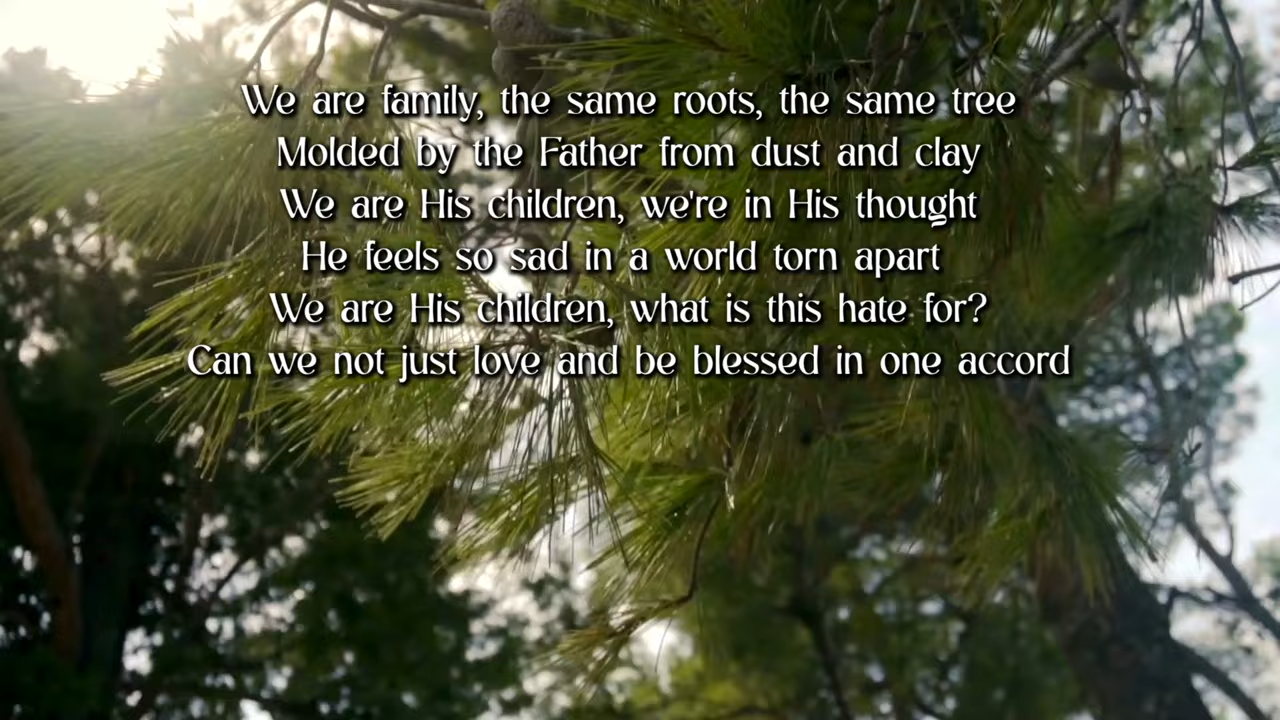 We are family, the same roots, the same tree
Molded by the Father from dust and clay
We are His children, we're in His thought
He feels so sad in a world torn apart
We are His children, what is this hate for?
Can we not just love and be blessed in one accord